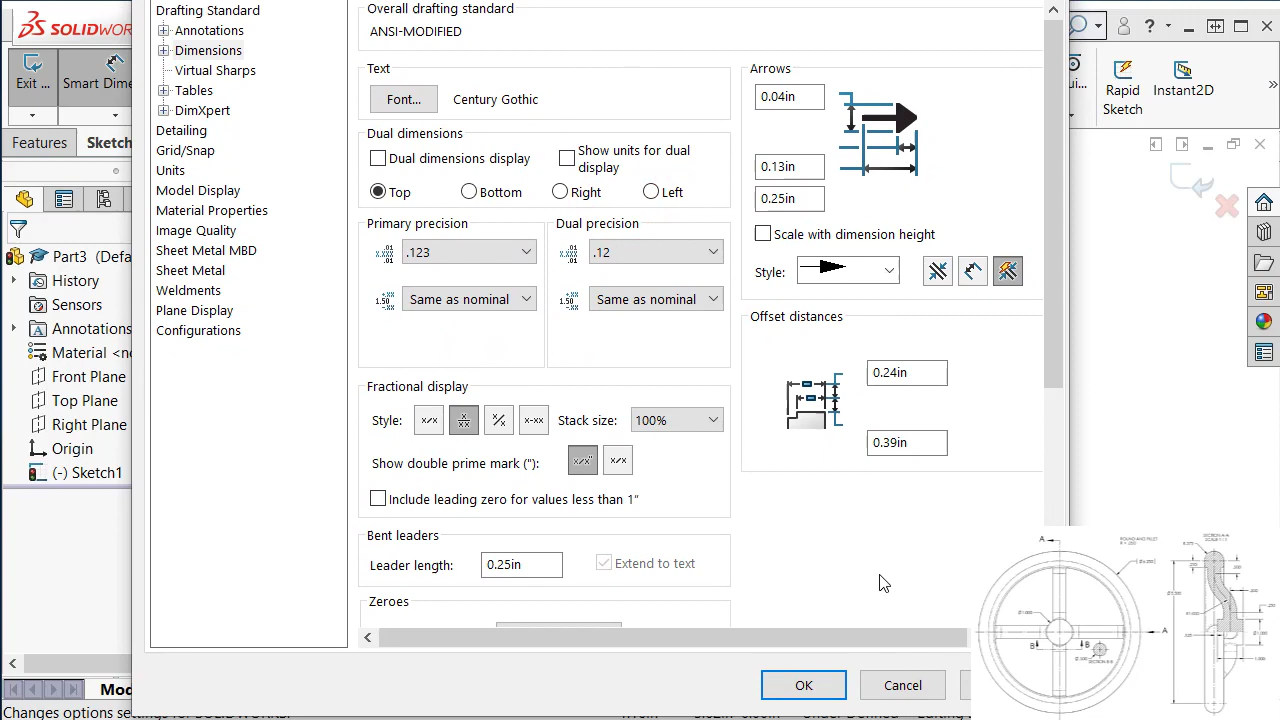 Drafting Standard
Annotations
Dimensions
Virtual Sharps
Tables
DimXpert
Detailing
Grid/Snap
Units
Model Display
Material Properties
Image Quality
Sheet Metal MBD
Sheet Metal
Weldments
Plane Display
Configurations
Overall drafting standard
ANSI-MODIFIED
Text
Font...
Century Gothic
Dual dimensions
Dual dimensions display
Show units for dual
display
Top
Bottom
Right
Left
Primary precision
.123
Same as nominal
Dual precision
.12
Same as nominal
Fractional display
Style:
Stack size:
100%
Show double prime mark ("):
Include leading zero for values less than 1"
Bent leaders
Leader length:
0.25in
Extend to text
Zeroes
Arrows
0.04in
0.13in
0.25in
Scale with dimension height
Style:
Offset distances
0.24in
0.39in
OK
Cancel
SOLIDWOR
Exit ...
Smart Dime
Features
Sketch
Part3 (Defa
History
Sensors
Annotations
Material <no
Front Plane
Top Plane
Right Plane
Origin
(-) Sketch1
Mod
Changes options settings for SOLIDWORKS.
Rapid
Sketch
Instant2D
A
A
B
B